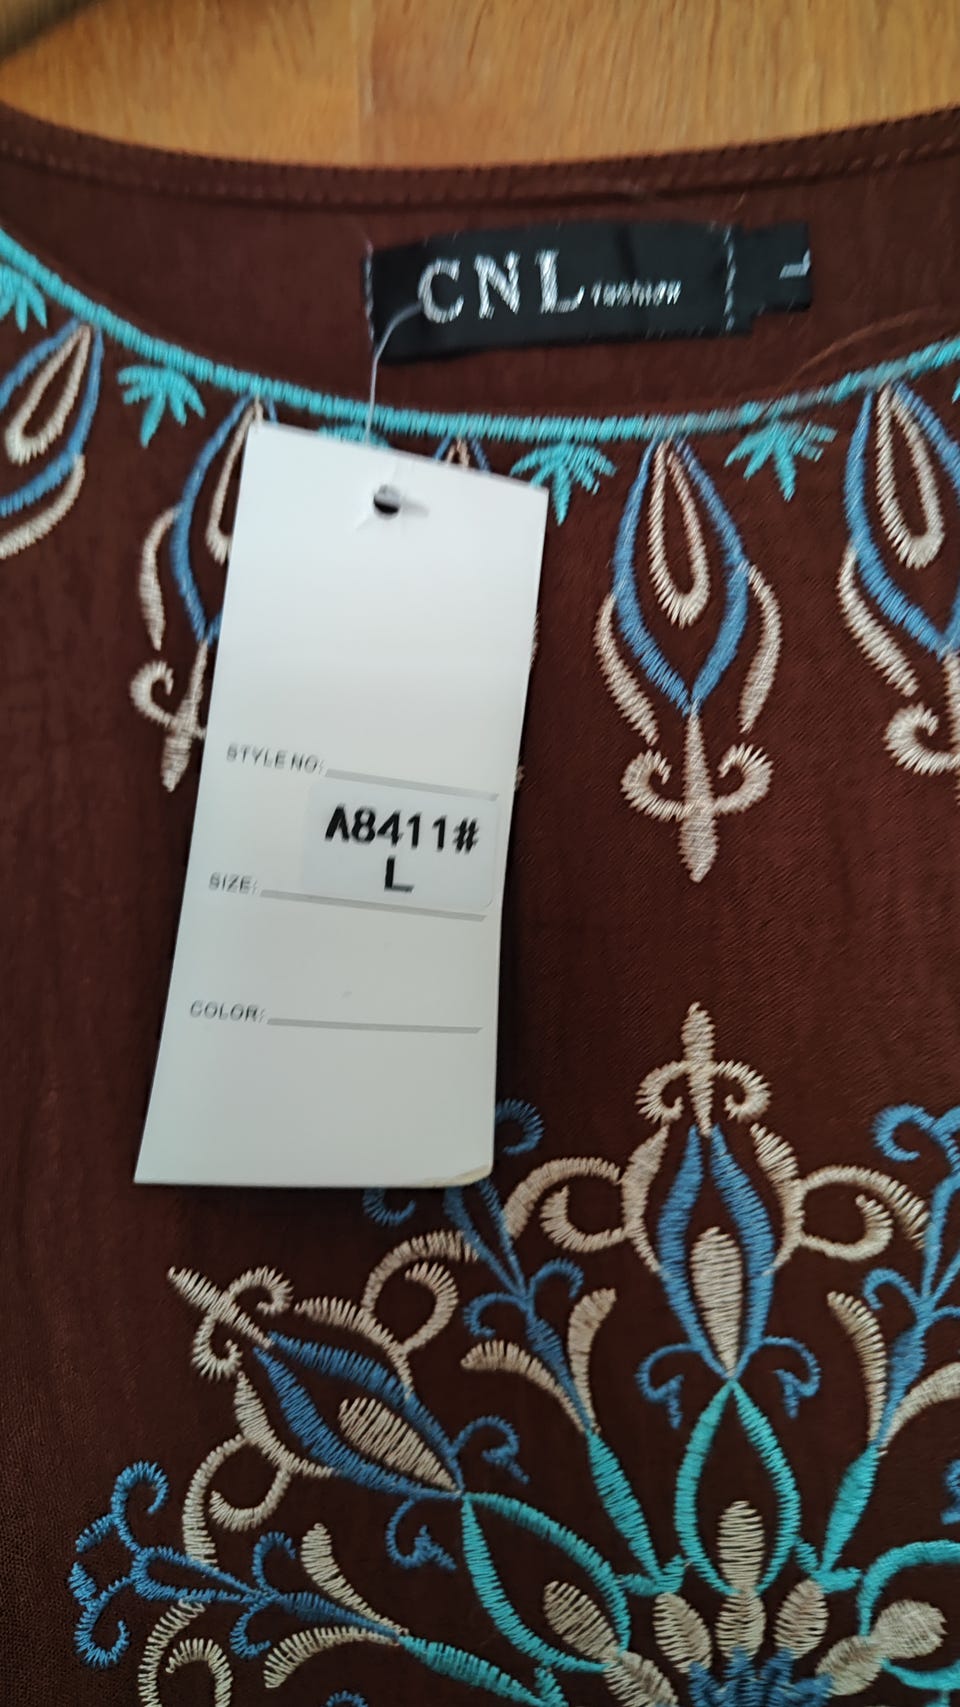 CNL fashion
L
STYLE NO:
A8411#
L
SIZE:
COLOR: